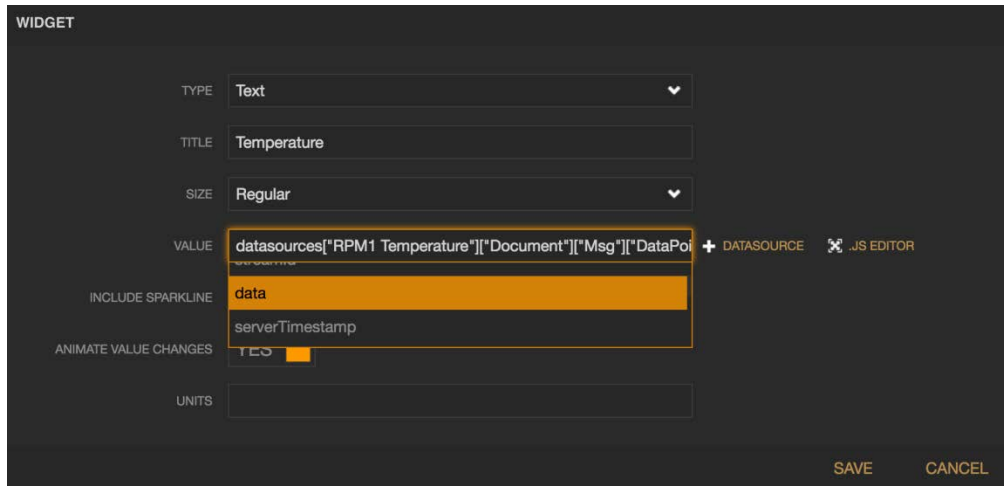 WIDGET
TYPE Text
TITLE Temperature
SIZE Regular
VALUE datasources["RPM1 Temperature"]["Document"]["Msg"]["DataPoi + DATASOURCE .JS EDITOR
INCLUDE SPARKLINE data
serverTimestamp
ANIMATE VALUE CHANGES YES
UNITS
SAVE CANCEL